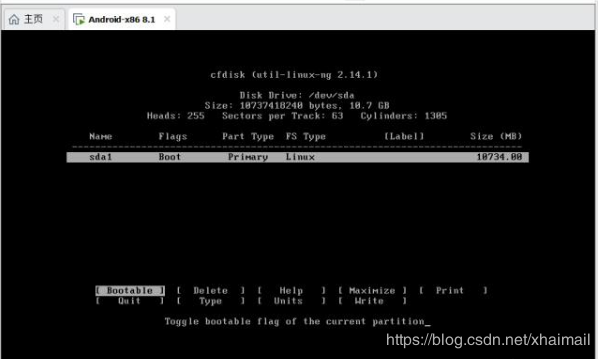 主页 Android-x86 8.1
cfdisk (util-linux-ng 2.14.1)
Disk Drive: /dev/sda
Size: 10737418240 bytes, 10.7 GB
Heads: 255 Sectors per Track: 63 Cylinders: 1305
Name Flags Part Type FS Type [Label] Size (MB)
sda1 Boot Primary Linux 10734.00
[ Bootable ] [ Delete ] [ Help ] [ Maximize ] [ Print ]
[ Quit ] [ Type ] [ Units ] [ Write ]
Toggle bootable flag of the current partition_
https://blog.csdn.net/xhaimail